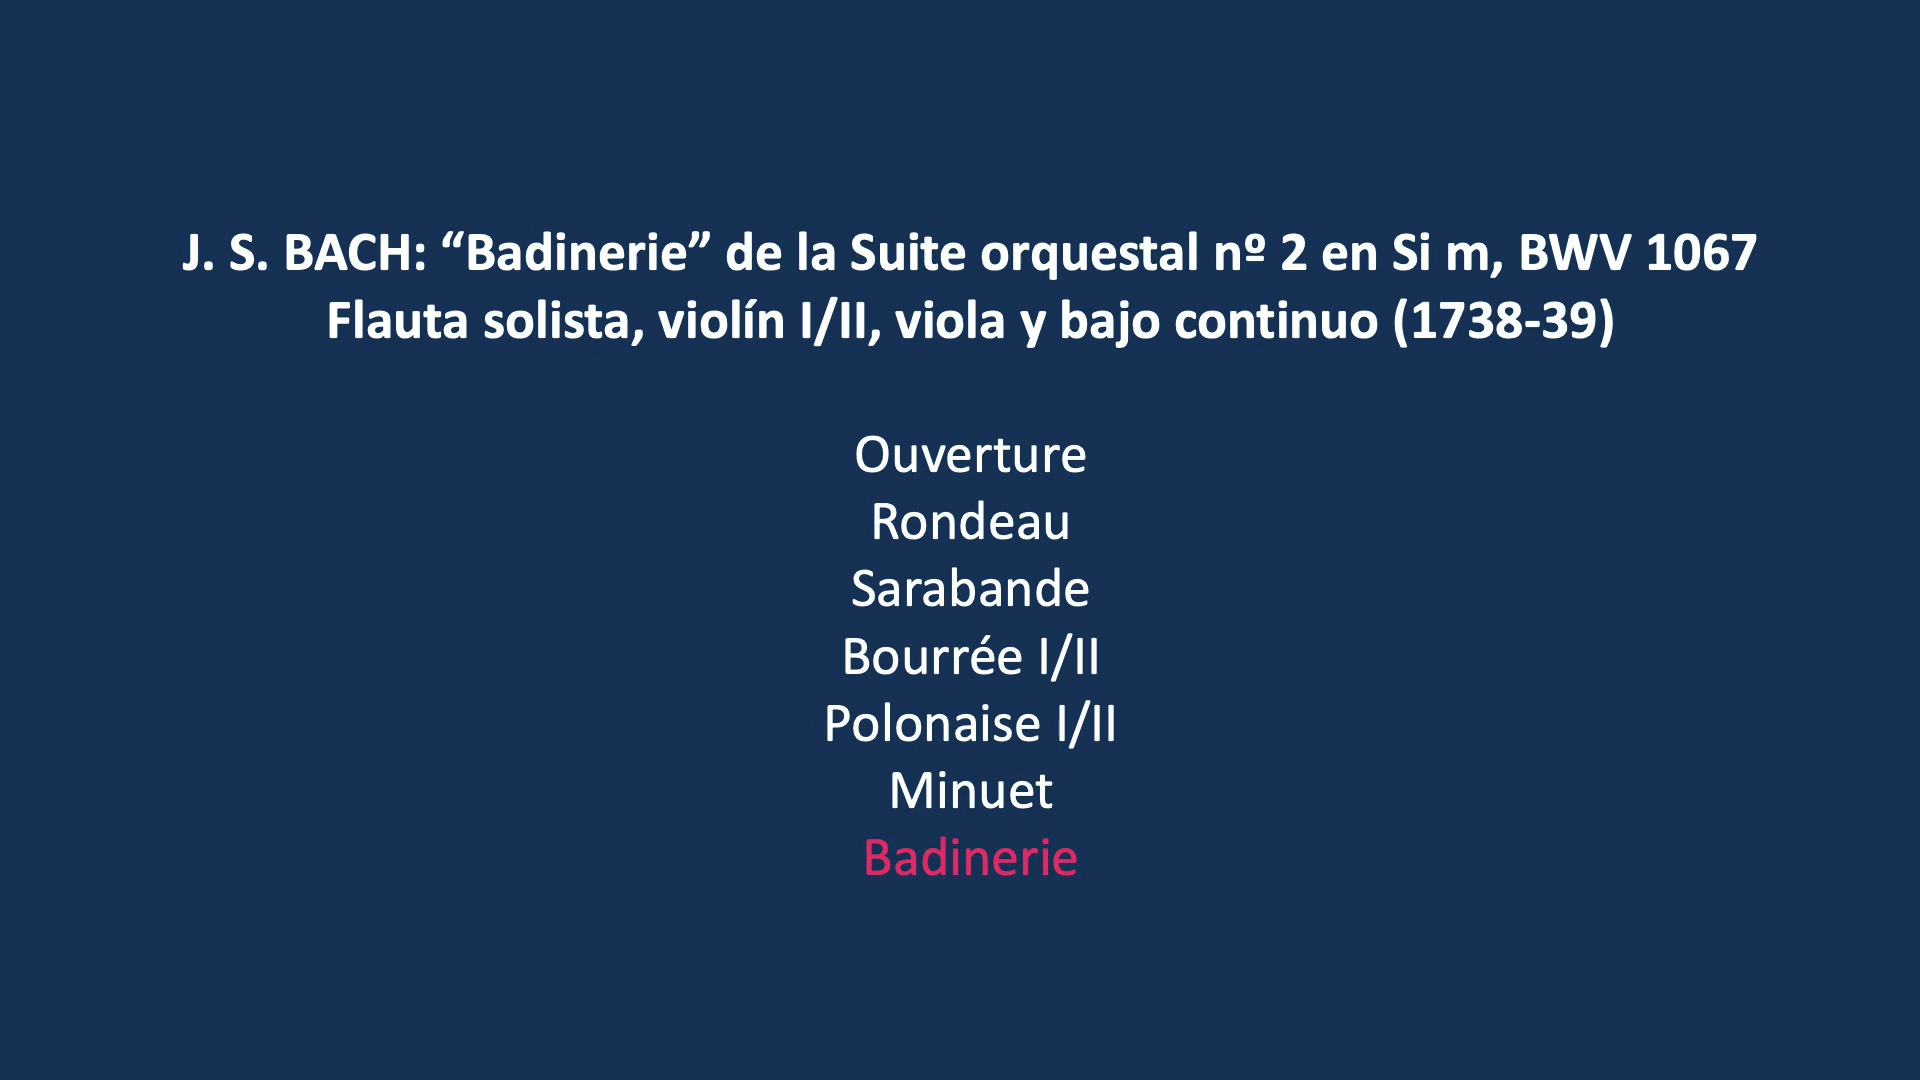 J. S. BACH: “Badinerie” de la Suite orquestal nº 2 en Si m, BWV 1067
Flauta solista, violín I/II, viola y bajo continuo (1738-39)
Ouverture
Rondeau
Sarabande
Bourrée I/II
Polonaise I/II
Minuet
Badinerie